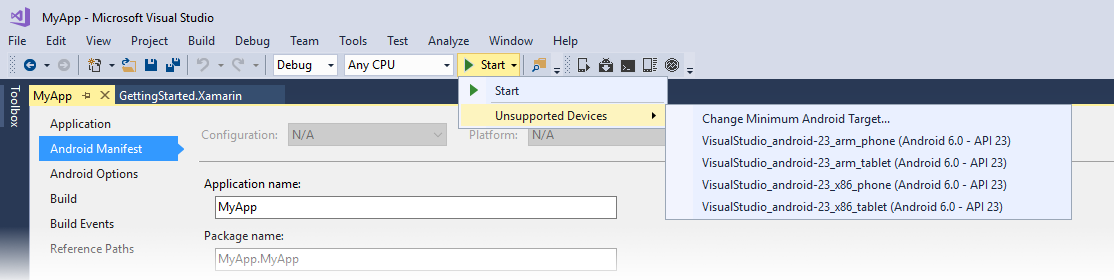 MyApp - Microsoft Visual Studio
File Edit View Project Build Debug Team Tools Test Analyze Window Help
Debug Any CPU Start
Toolbox
MyApp GettingStarted.Xamarin
Start
Unsupported Devices
Change Minimum Android Target...
VisualStudio_android-23_arm_phone (Android 6.0 - API 23)
VisualStudio_android-23_arm_tablet (Android 6.0 - API 23)
VisualStudio_android-23_x86_phone (Android 6.0 - API 23)
VisualStudio_android-23_x86_tablet (Android 6.0 - API 23)
Application
Android Manifest
Android Options
Build
Build Events
Reference Paths
Configuration: N/A Platform: N/A
Application name:
MyApp
Package name:
MyApp.MyApp